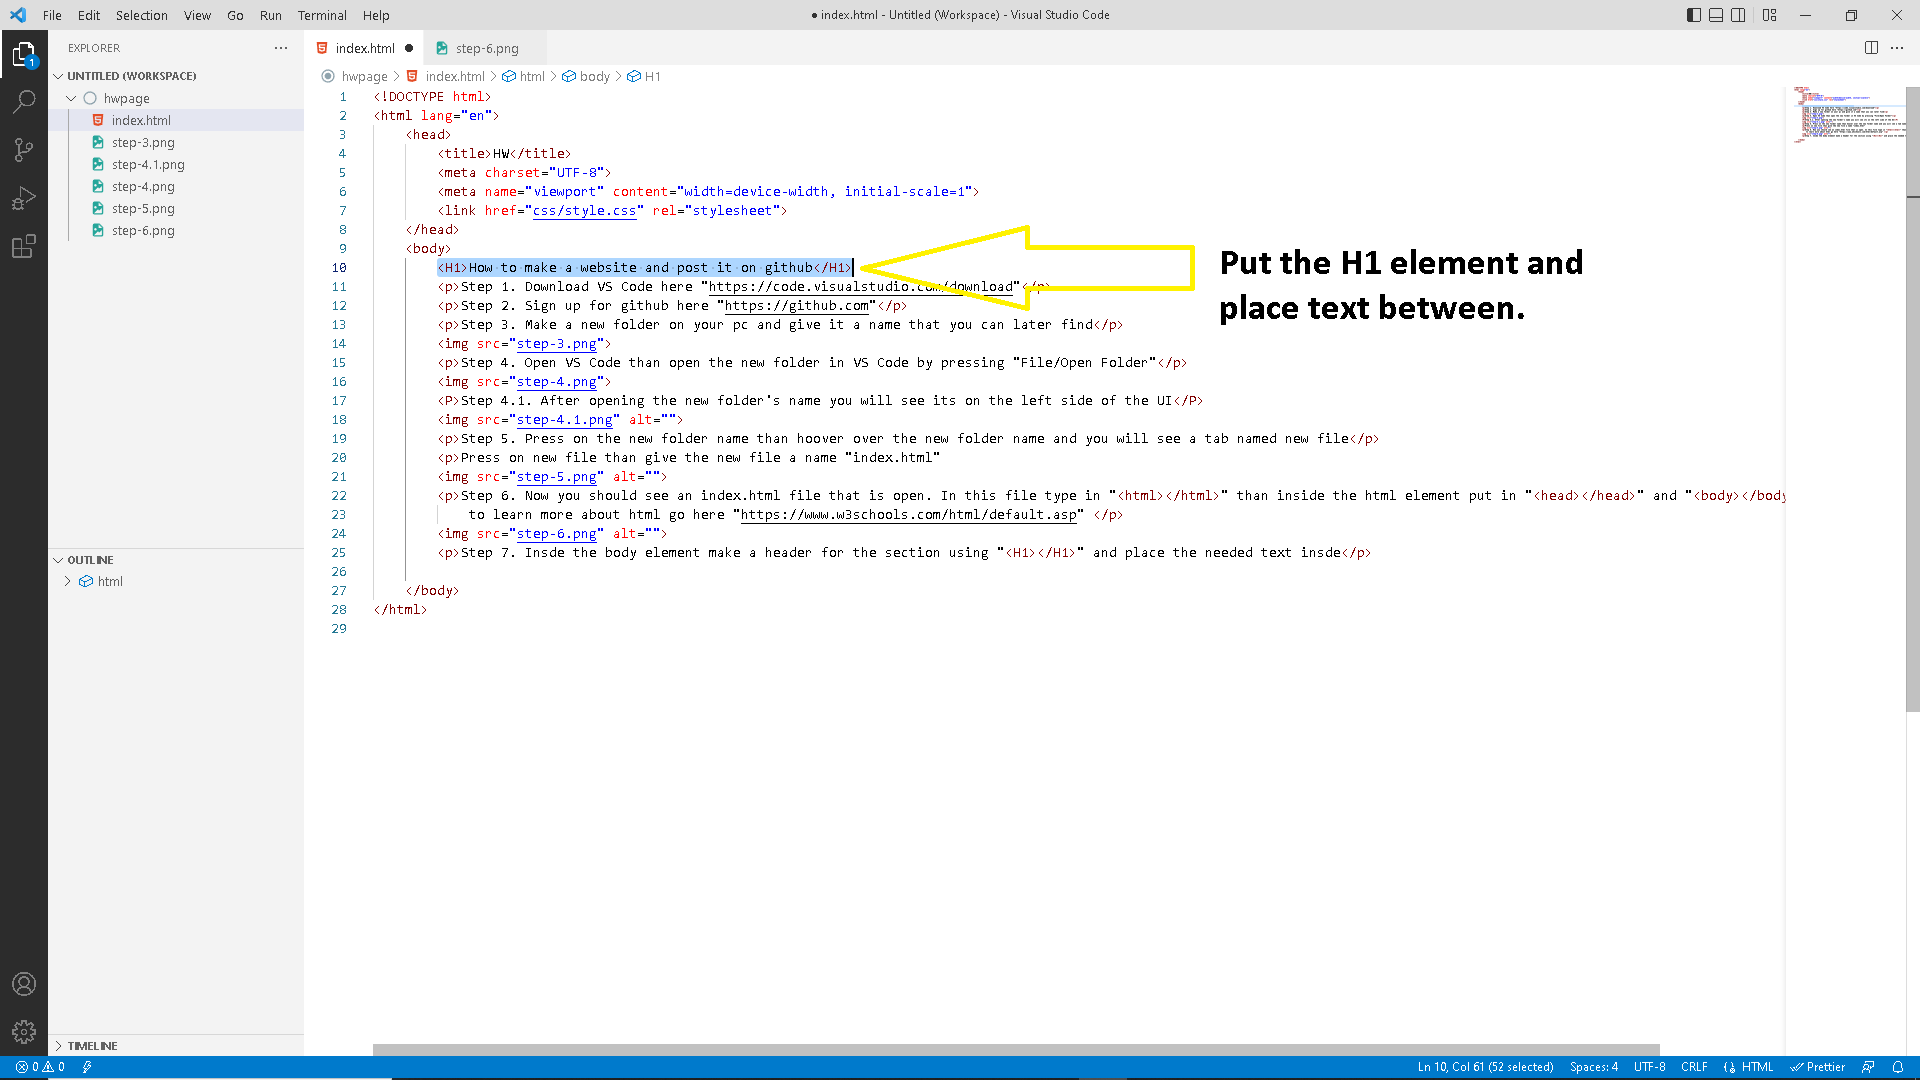 File Edit Selection View Go Run Terminal Help
● index.html - Untitled (Workspace) - Visual Studio Code
EXPLORER
1
UNTITLED (WORKSPACE)
hwpage
index.html
step-3.png
step-4.1.png
step-4.png
step-5.png
step-6.png
OUTLINE
html
TIMELINE
index.html ●
step-6.png
hwpage > index.html > html > body > H1
1 <!DOCTYPE html>
2 <html lang="en">
3 <head>
4 <title>HW</title>
5 <meta charset="UTF-8">
6 <meta name="viewport" content="width=device-width, initial-scale=1">
7 <link href="css/style.css" rel="stylesheet">
8 </head>
9 <body>
10 <H1>How to make a website and post it on github</H1>
11 <p>Step 1. Download VS Code here "https://code.visualstudio.com/download"</p>
12 <p>Step 2. Sign up for github here "https://github.com"</p>
13 <p>Step 3. Make a new folder on your pc and give it a name that you can later find</p>
14 <img src="step-3.png">
15 <p>Step 4. Open VS Code than open the new folder in VS Code by pressing "File/Open Folder"</p>
16 <img src="step-4.png">
17 <P>Step 4.1. After opening the new folder's name you will see its on the left side of the UI</P>
18 <img src="step-4.1.png" alt="">
19 <p>Step 5. Press on the new folder name than hoover over the new folder name and you will see a tab named new file</p>
20 <p>Press on new file than give the new file a name "index.html"
21 <img src="step-5.png" alt="">
22 <p>Step 6. Now you should see an index.html file that is open. In this file type in "<html></html>" than inside the html element put in "<head></head>" and "<body></body
23 to learn more about html go here "https://www.w3schools.com/html/default.asp" </p>
24 <img src="step-6.png" alt="">
25 <p>Step 7. Insde the body element make a header for the section using "<H1></H1>" and place the needed text insde</p>
26
27 </body>
28 </html>
29
Put the H1 element and
place text between.
0 0
Ln 10, Col 61 (52 selected) Spaces: 4 UTF-8 CRLF HTML Prettier